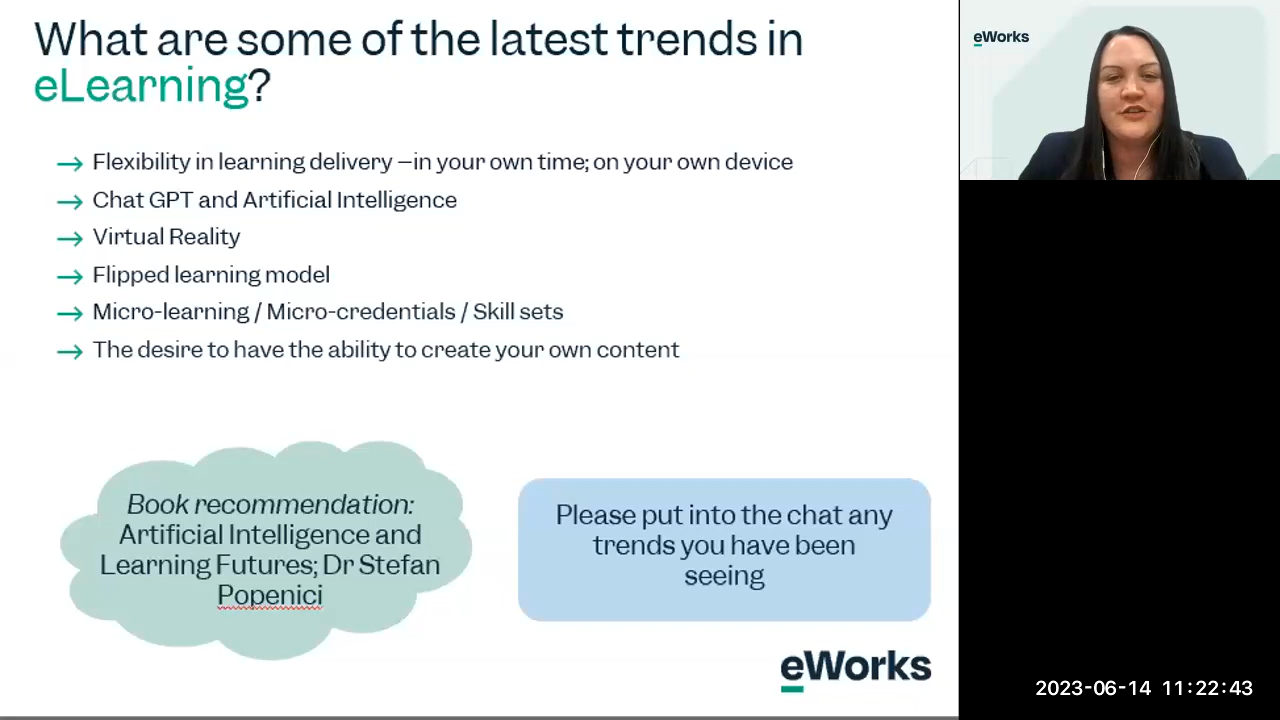 What are some of the latest trends in
eLearning?
→ Flexibility in learning delivery –in your own time; on your own device
→ Chat GPT and Artificial Intelligence
→ Virtual Reality
→ Flipped learning model
→ Micro-learning / Micro-credentials / Skill sets
→ The desire to have the ability to create your own content
Book recommendation:
Artificial Intelligence and
Learning Futures; Dr Stefan
Popenici
Please put into the chat any
trends you have been
seeing
eWorks
eWorks
2023-06-14 11:22:43